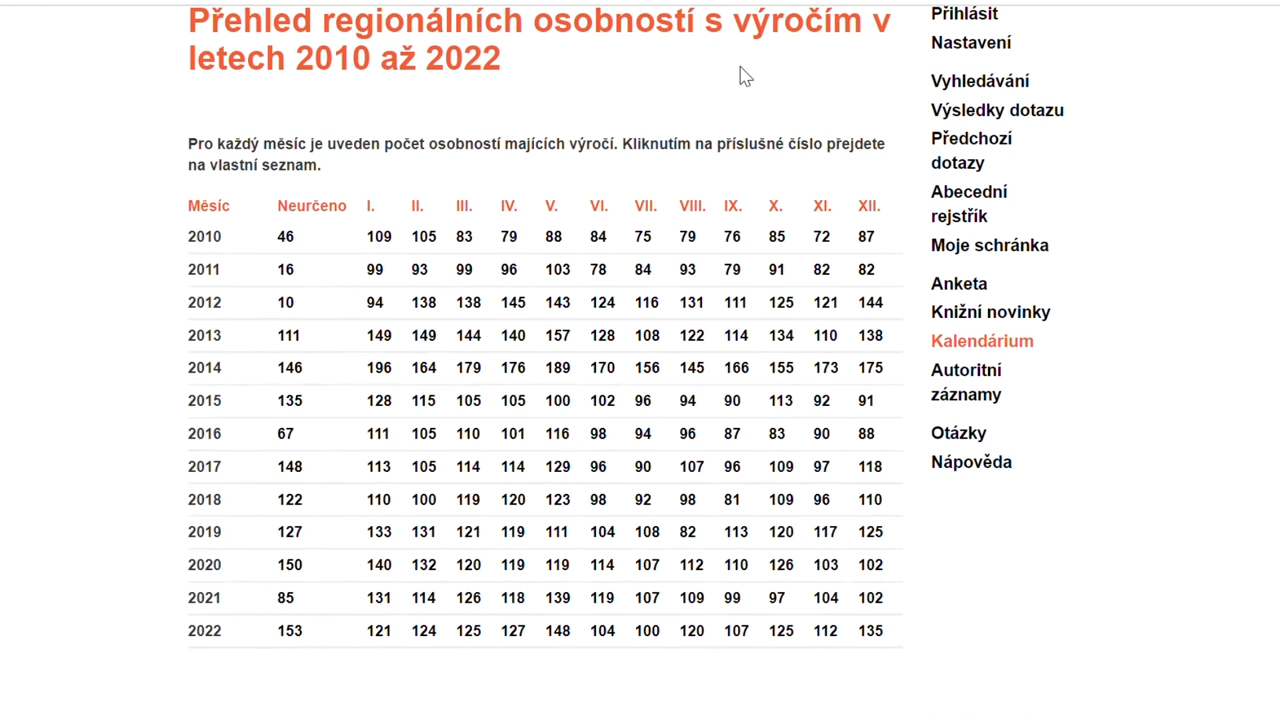 Přehled regionálních osobností s výročím v
letech 2010 až 2022
Pro každý měsíc je uveden počet osobností majících výročí. Kliknutím na příslušné číslo přejdete
na vlastní seznam.
Měsíc Neurčeno I. II. III. IV. V. VI. VII. VIII. IX. X. XI. XII.
2010 46 109 105 83 79 88 84 75 79 76 85 72 87
2011 16 99 93 99 96 103 78 84 93 79 91 82 82
2012 10 94 138 138 145 143 124 116 131 111 125 121 144
2013 111 149 149 144 140 157 128 108 122 114 134 110 138
2014 146 196 164 179 176 189 170 156 145 166 155 173 175
2015 135 128 115 105 105 100 102 96 94 90 113 92 91
2016 67 111 105 110 101 116 98 94 96 87 83 90 88
2017 148 113 105 114 114 129 96 90 107 96 109 97 118
2018 122 110 100 119 120 123 98 92 98 81 109 96 110
2019 127 133 131 121 119 111 104 108 82 113 120 117 125
2020 150 140 132 120 119 119 114 107 112 110 126 103 102
2021 85 131 114 126 118 139 119 107 109 99 97 104 102
2022 153 121 124 125 127 148 104 100 120 107 125 112 135
Přihlásit
Nastavení
Vyhledávání
Výsledky dotazu
Předchozí
dotazy
Abecední
rejstřík
Moje schránka
Anketa
Knižní novinky
Kalendárium
Autoritní
záznamy
Otázky
Nápověda